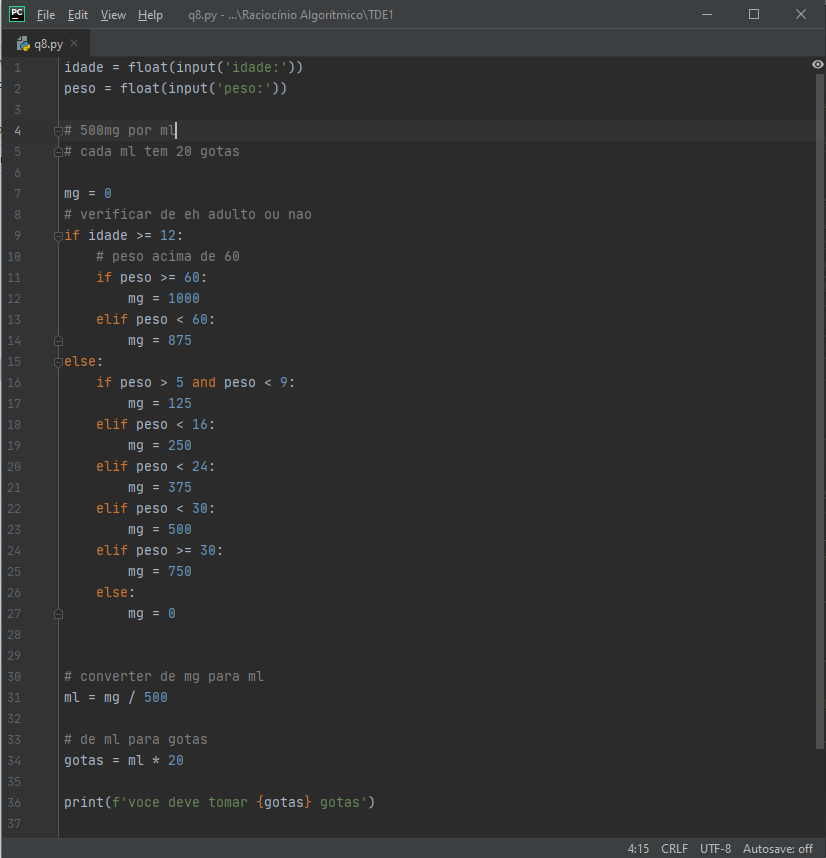 PC File Edit View Help q8.py - ...\Raciocínio Algorítmico\TDE1
q8.py
1 idade = float(input('idade:'))
2 peso = float(input('peso:'))
3
4 # 500mg por ml
5 # cada ml tem 20 gotas
6
7 mg = 0
8 # verificar de eh adulto ou nao
9 if idade >= 12:
10     # peso acima de 60
11     if peso >= 60:
12         mg = 1000
13     elif peso < 60:
14         mg = 875
15 else:
16     if peso > 5 and peso < 9:
17         mg = 125
18     elif peso < 16:
19         mg = 250
20     elif peso < 24:
21         mg = 375
22     elif peso < 30:
23         mg = 500
24     elif peso >= 30:
25         mg = 750
26     else:
27         mg = 0
28
29
30 # converter de mg para ml
31 ml = mg / 500
32
33 # de ml para gotas
34 gotas = ml * 20
35
36 print(f'voce deve tomar {gotas} gotas')
37
4:15 CRLF UTF-8 Autosave: off